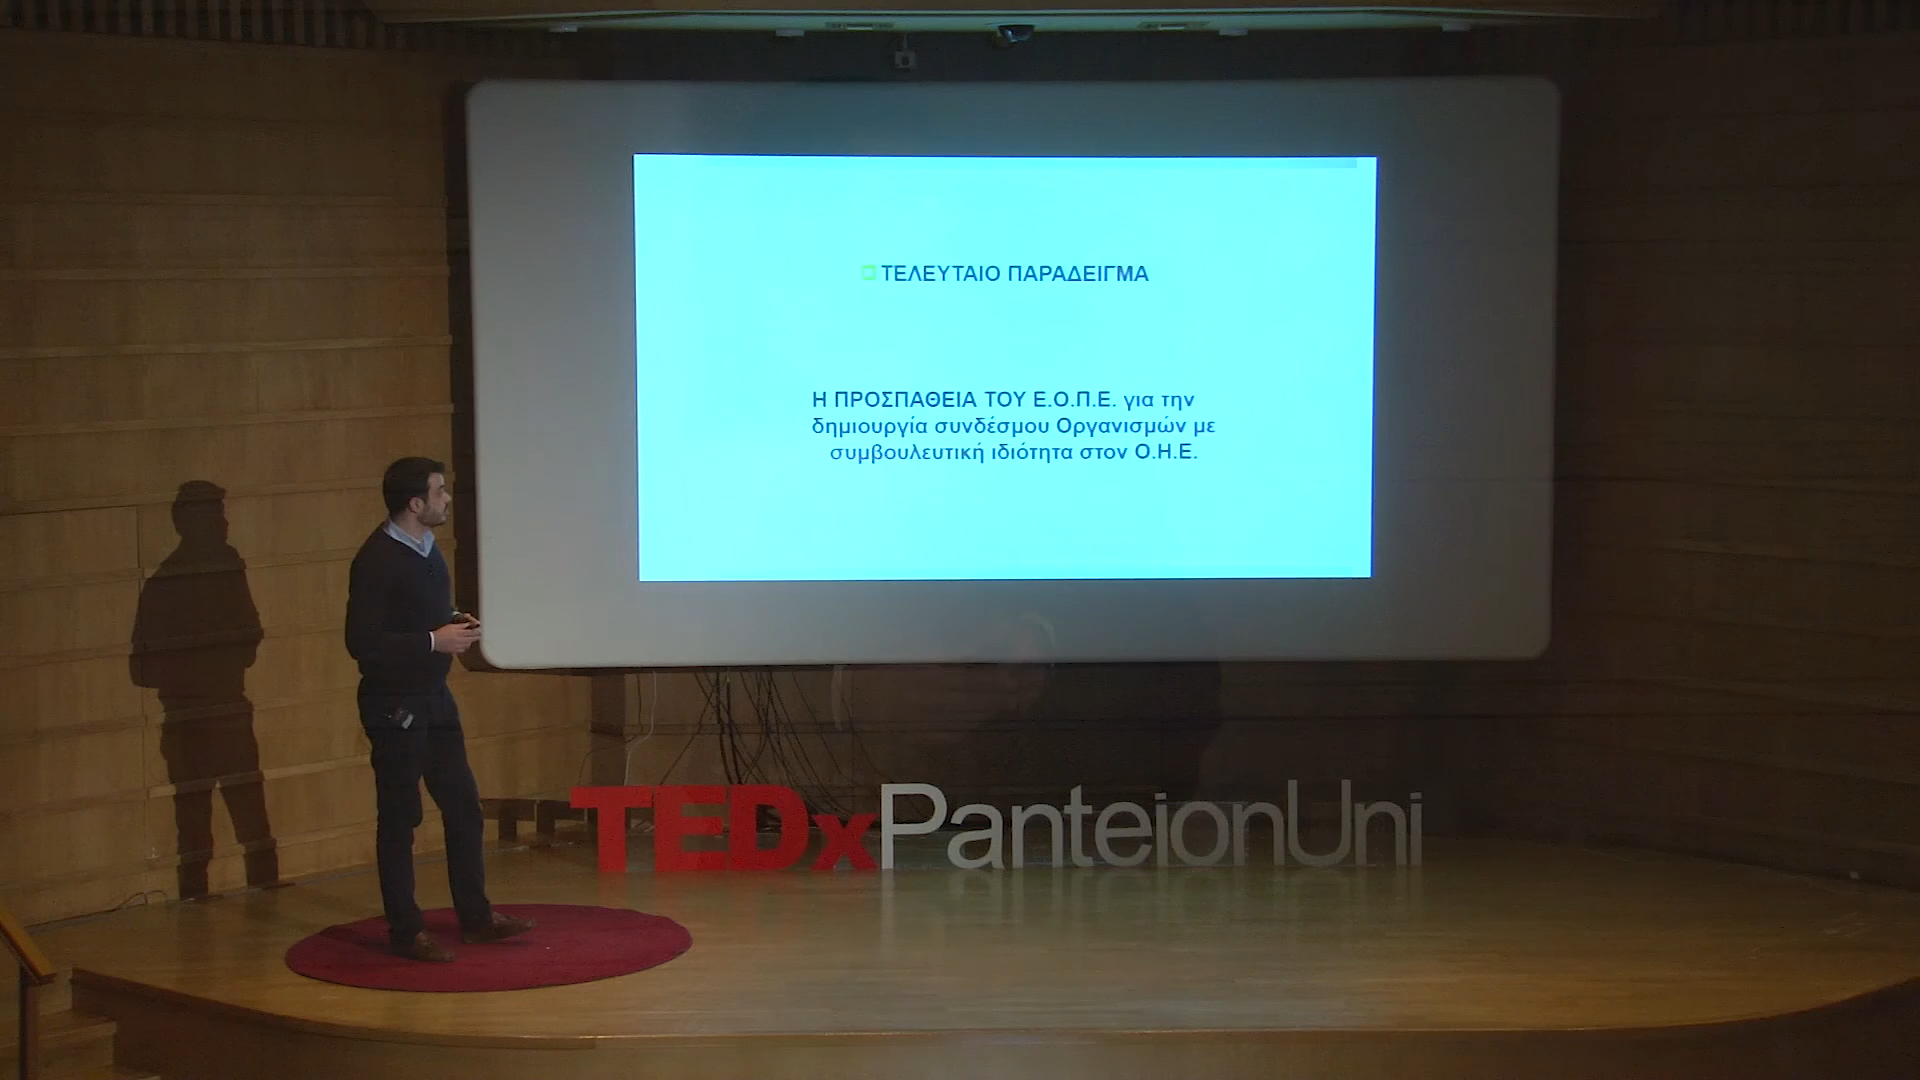 ΤΕΛΕΥΤΑΙΟ ΠΑΡΑΔΕΙΓΜΑ
Η ΠΡΟΣΠΑΘΕΙΑ ΤΟΥ Ε.Ο.Π.Ε. για την
δημιουργία συνδέσμου Οργανισμών με
συμβουλευτική ιδιότητα στον Ο.Η.Ε.
TEDxPanteionUni